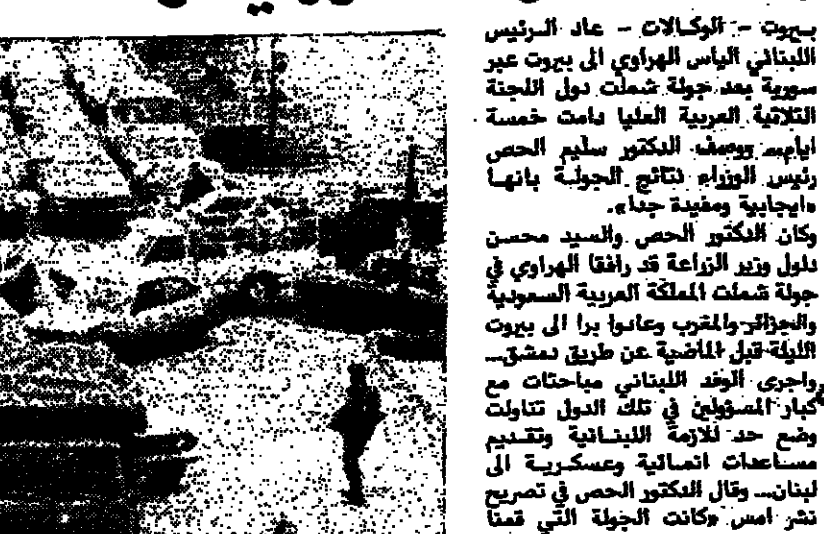 بيروت - الوكالات - عاد الرئيس
اللبناني الياس الهراوي الى بيروت عبر
سورية بعد جولة شملت دول اللجنة
الثلاثية العربية العليا دامت خمسة
ايام. ووصف الدكتور سليم الحص
رئيس الوزراء نتائج الجولة بانها
«ايجابية ومفيدة جدا».
وكان الدكتور الحص والسيد محسن
دلول وزير الزراعة قد رافقا الهراوي في
جولة شملت المملكة العربية السعودية
والجزائر والمغرب وعادوا برا الى بيروت
الليلة قبل الماضية عن طريق دمشق..
واجرى الوفد اللبناني مباحثات مع
كبار المسؤولين في تلك الدول تناولت
وضع حد للازمة اللبنانية وتقديم
مساعدات انسانية وعسكرية الى
لبنان.. وقال الدكتور الحص في تصريح
نشر امس «كانت الجولة التي قمنا